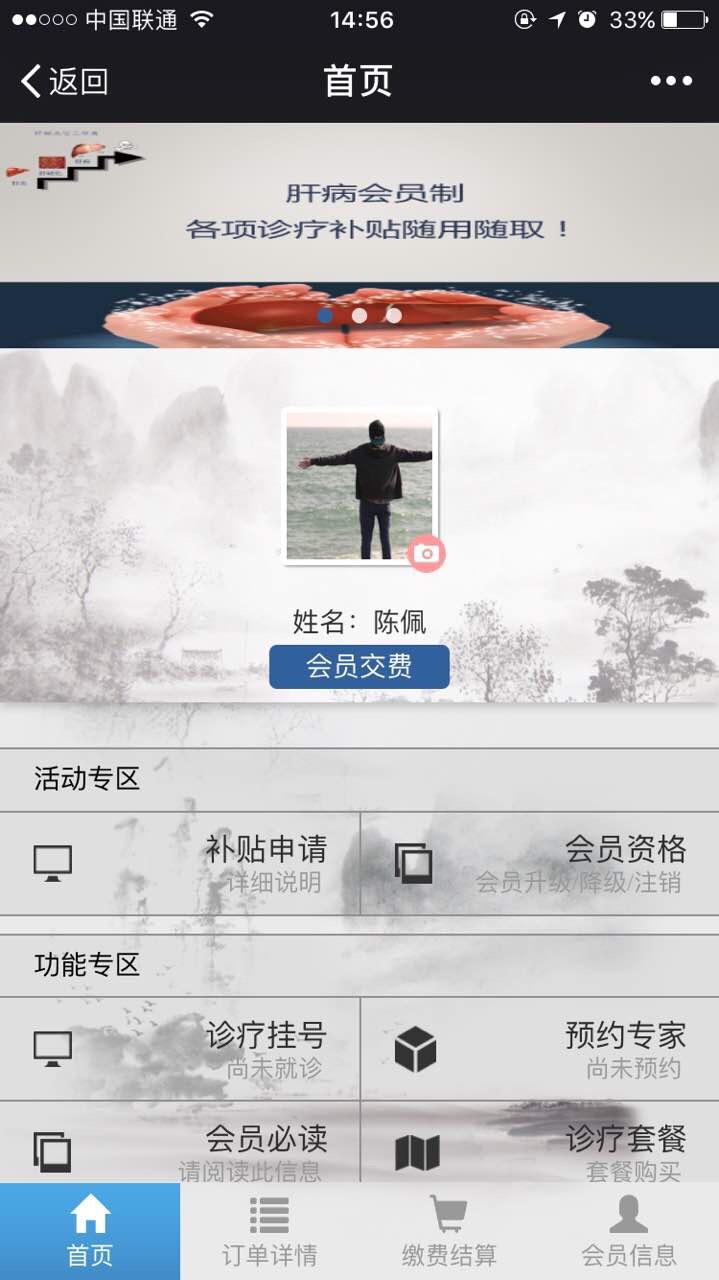 中国联通
14:56
33%
返回
首页
肝病会员制
各项诊疗补贴随用随取！
姓名：陈佩
会员交费
活动专区
补贴申请
详细说明
会员资格
会员升级/降级/注销
功能专区
诊疗挂号
尚未就诊
预约专家
尚未预约
会员必读
请阅读此信息
诊疗套餐
套餐购买
首页
订单详情
缴费结算
会员信息